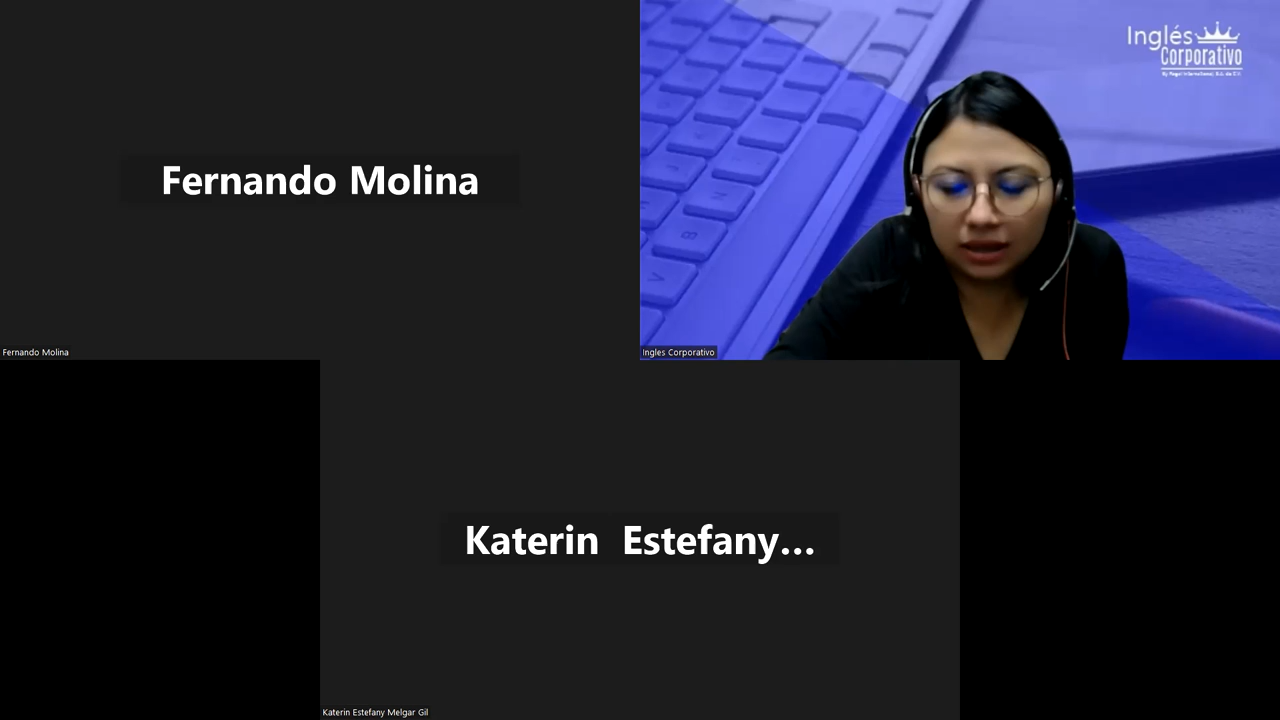 Fernando Molina
Fernando Molina
Inglés
Corporativo
Ingles Corporativo
Katerin Estefany...
Katerin Estefany Melgar Gil